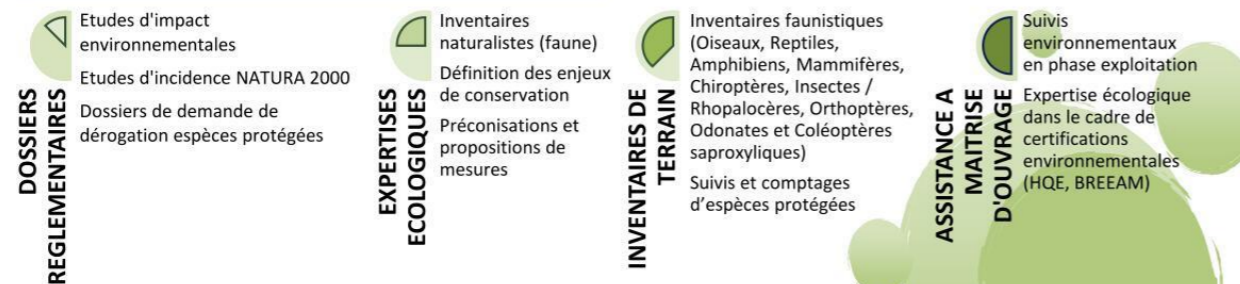 DOSSIERS
REGLEMENTAIRES
Etudes d'impact
environnementales
Etudes d'incidence NATURA 2000
Dossiers de demande de
dérogation espèces protégées
EXPERTISES
ECOLOGIQUES
Inventaires
naturalistes (faune)
Définition des enjeux
de conservation
Préconisations et
propositions de
mesures
INVENTAIRES DE
TERRAIN
Inventaires faunistiques
(Oiseaux, Reptiles,
Amphibiens, Mammifères,
Chiroptères, Insectes /
Rhopalocères, Orthoptères,
Odonates et Coléoptères
saproxyliques)
Suivis et comptages
d'espèces protégées
ASSISTANCE A
MAITRISE
D'OUVRAGE
Suivis
environnementaux
en phase exploitation
Expertise écologique
dans le cadre de
certifications
environnementales
(HQE, BREEAM)